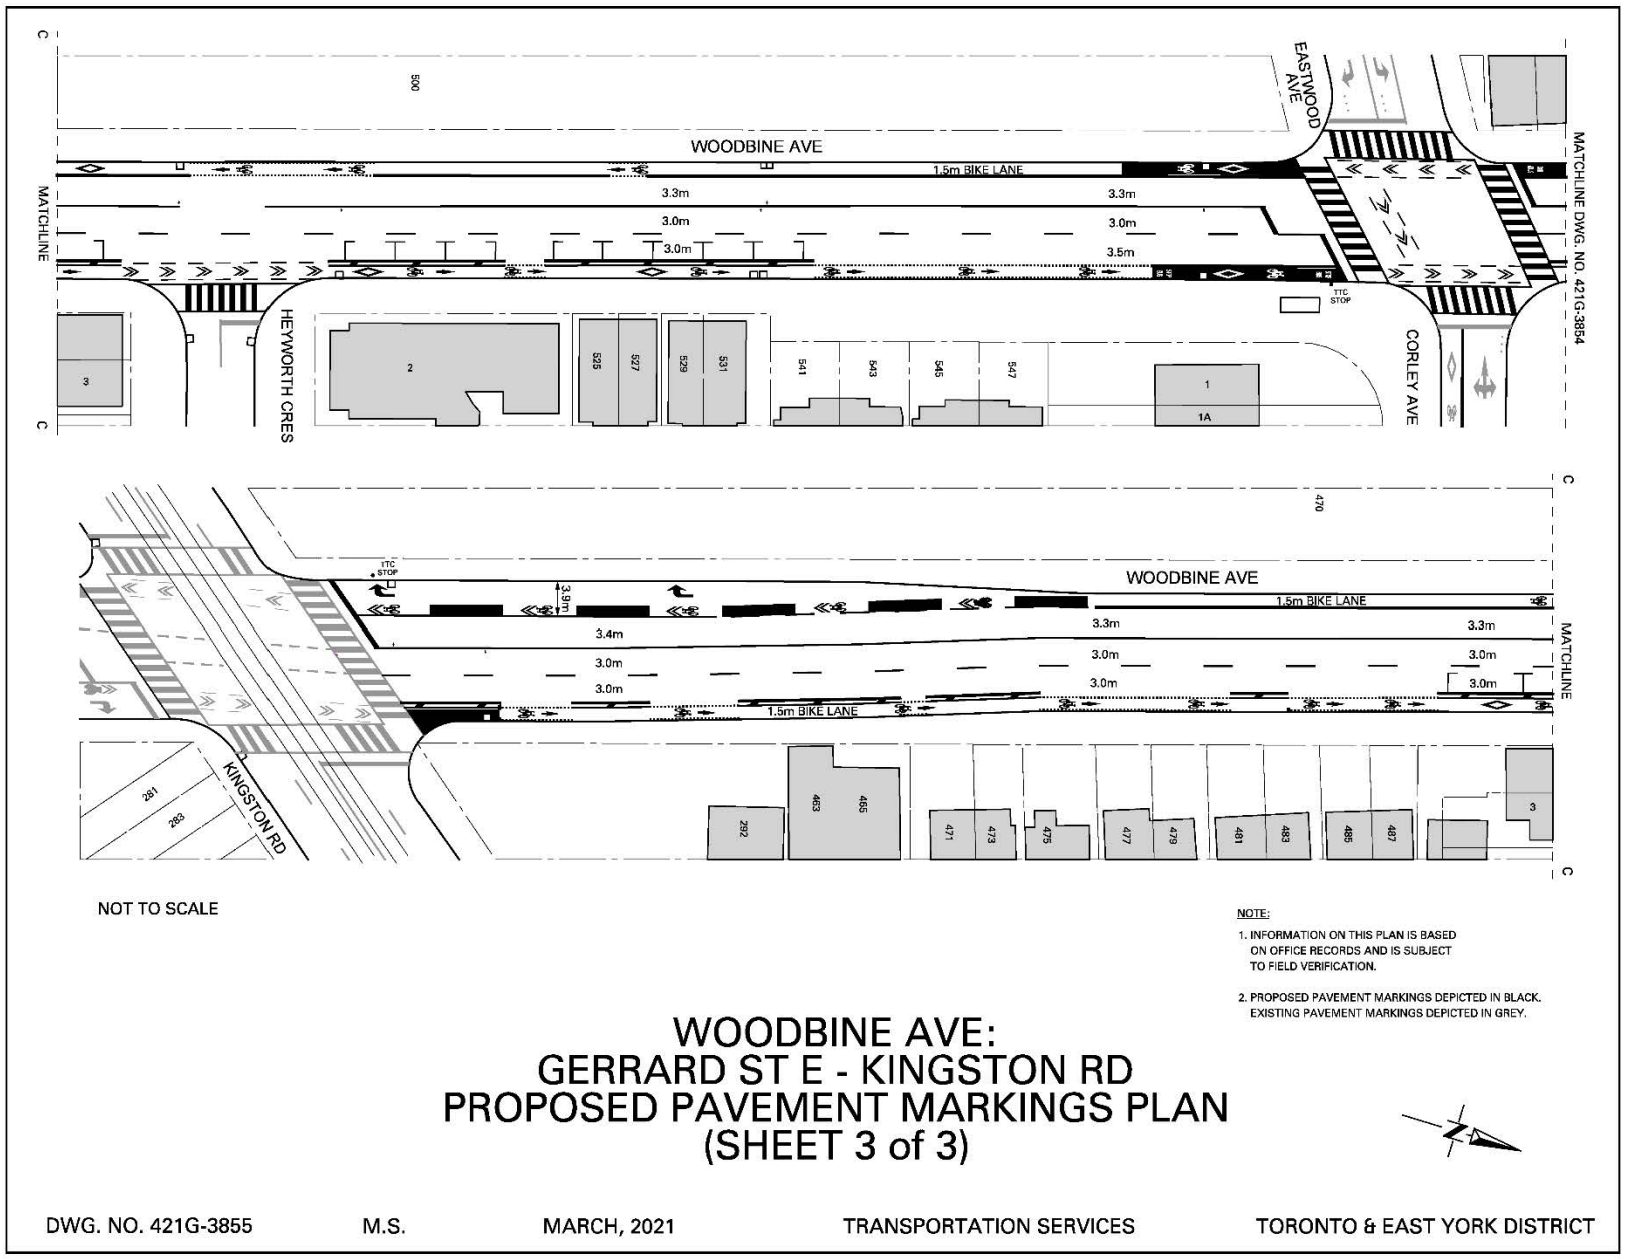 C
C
MATCHLINE
500
WOODBINE AVE
EASTWOOD
AVE
1.5m BIKE LANE
3.3m
3.3m
3.0m
3.0m
3.0m
3.5m
TTC
STOP
MATCHLINE DWG. NO. 421G-3854
HEYWORTH CRES
CORLEY AVE
3
2
525
527
529
531
541
543
545
547
1
1A
C
C
MATCHLINE
470
WOODBINE AVE
TTC
STOP
3.9m
1.5m BIKE LANE
3.4m
3.3m
3.3m
3.0m
3.0m
3.0m
3.0m
3.0m
3.0m
1.5m BIKE LANE
KINGSTON RD
281
283
292
463
465
471
473
475
477
479
481
483
485
487
3
NOT TO SCALE
NOTE:
1. INFORMATION ON THIS PLAN IS BASED
ON OFFICE RECORDS AND IS SUBJECT
TO FIELD VERIFICATION.
2. PROPOSED PAVEMENT MARKINGS DEPICTED IN BLACK.
EXISTING PAVEMENT MARKINGS DEPICTED IN GREY.
WOODBINE AVE:
GERRARD ST E - KINGSTON RD
PROPOSED PAVEMENT MARKINGS PLAN
(SHEET 3 of 3)
Z
DWG. NO. 421G-3855 M.S. MARCH, 2021 TRANSPORTATION SERVICES TORONTO & EAST YORK DISTRICT